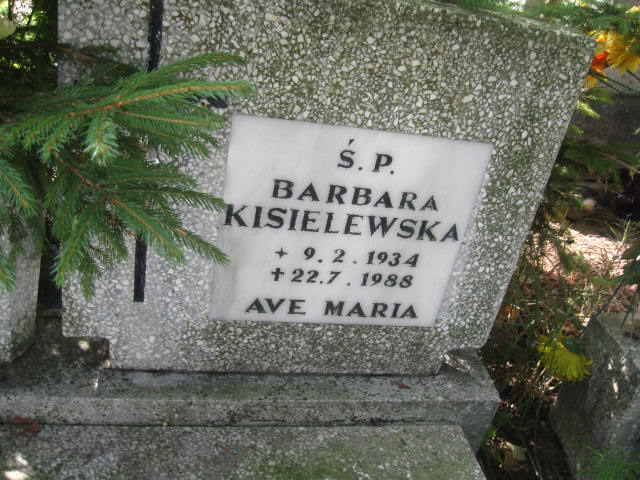 Ś.P.
BARBARA
KISIELEWSKA
+ 9.2.1934
✝22.7.1988
AVE MARIA